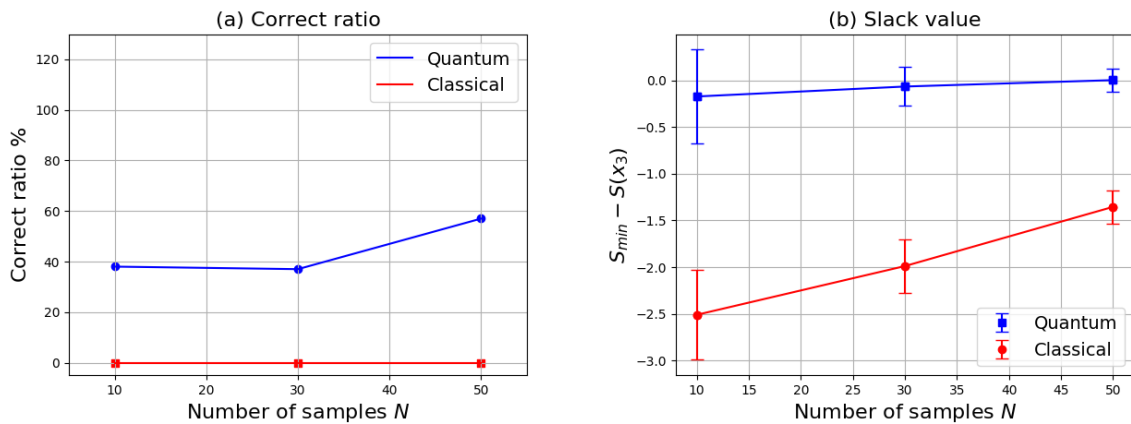 (a) Correct ratio
Correct ratio %
120
100
80
60
40
20
0
10
20
30
40
50
Number of samples N
Quantum
Classical
(b) Slack value
S_min − S(x_3)
0.0
−0.5
−1.0
−1.5
−2.0
−2.5
−3.0
10
15
20
25
30
35
40
45
50
Number of samples N
Quantum
Classical